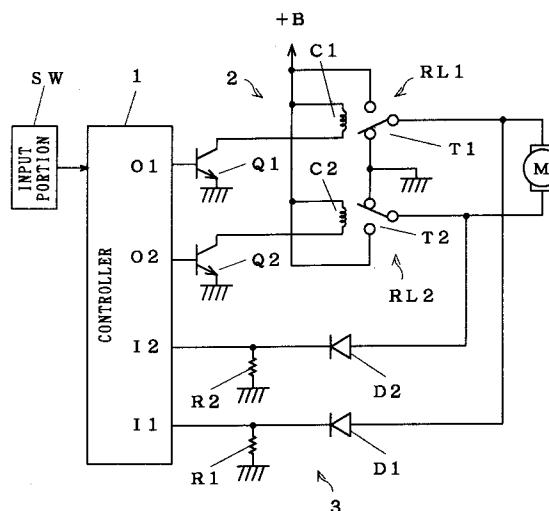 +B
SW
1
2
C1
RL1
INPUT
PORTION
O1
Q1
T1
M
C2
O2
Q2
T2
RL2
CONTROLLER
I2
R2
D2
I1
R1
D1
3